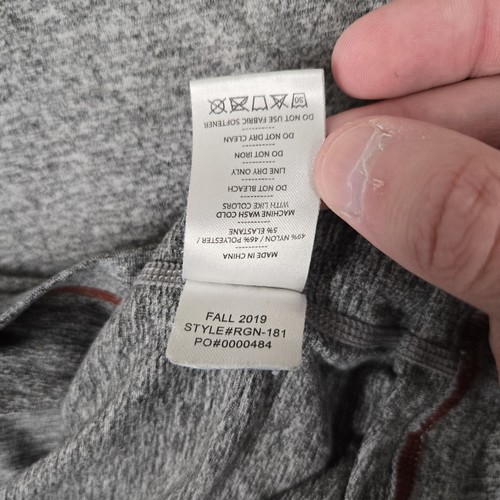 MADE IN CHINA
49% NYLON / 46% POLYESTER /
5% ELASTANE
MACHINE WASH COLD
WITH LIKE COLORS
DO NOT BLEACH
LINE DRY ONLY
DO NOT IRON
DO NOT DRY CLEAN
DO NOT USE FABRIC SOFTENER
FALL 2019
STYLE#RGN-181
PO#0000484